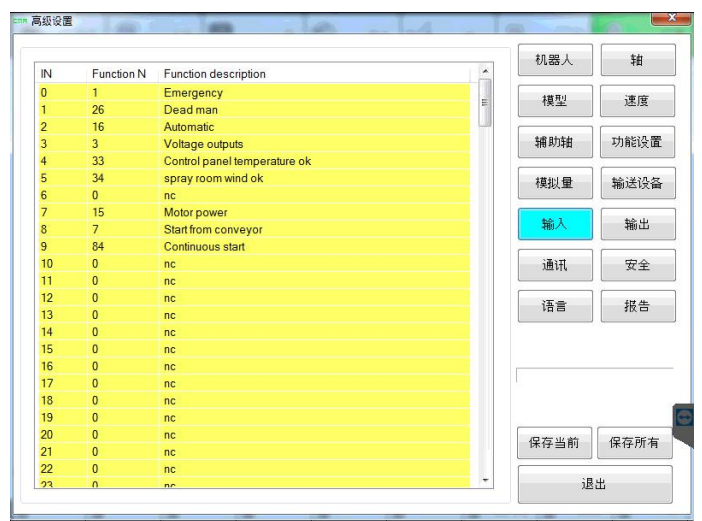 cma 高级设置
IN Function N Function description
0 1 Emergency
1 26 Dead man
2 16 Automatic
3 3 Voltage outputs
4 33 Control panel temperature ok
5 34 spray room wind ok
6 0 nc
7 15 Motor power
8 7 Start from conveyor
9 84 Continuous start
10 0 nc
11 0 nc
12 0 nc
13 0 nc
14 0 nc
15 0 nc
16 0 nc
17 0 nc
18 0 nc
19 0 nc
20 0 nc
21 0 nc
22 0 nc
23 0 nc
机器人 轴
模型 速度
辅助轴 功能设置
模拟量 输送设备
输入 输出
通讯 安全
语言 报告
保存当前 保存所有
退出